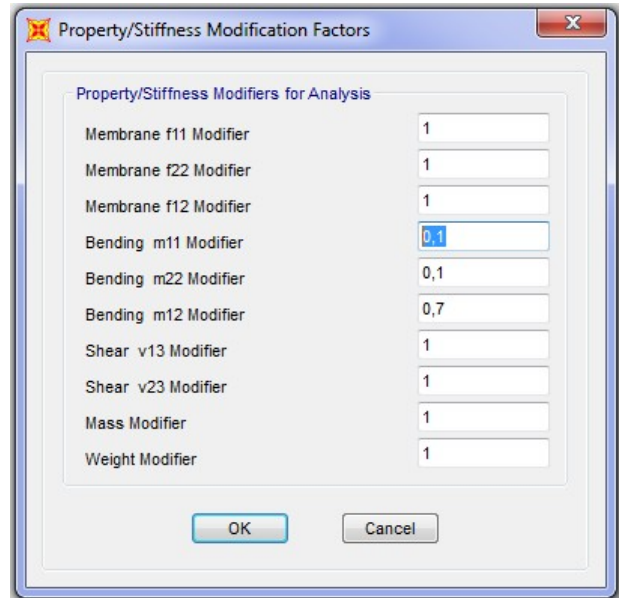 Property/Stiffness Modification Factors
Property/Stiffness Modifiers for Analysis
Membrane f11 Modifier 1
Membrane f22 Modifier 1
Membrane f12 Modifier 1
Bending m11 Modifier 0,1
Bending m22 Modifier 0,1
Bending m12 Modifier 0,7
Shear v13 Modifier 1
Shear v23 Modifier 1
Mass Modifier 1
Weight Modifier 1
OK Cancel